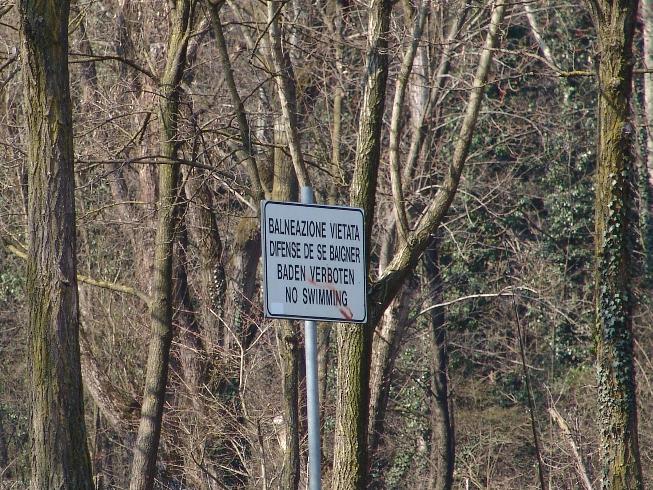 BALNEAZIONE VIETATA
DIFENSE DE SE BAIGNER
BADEN VERBOTEN
NO SWIMMING